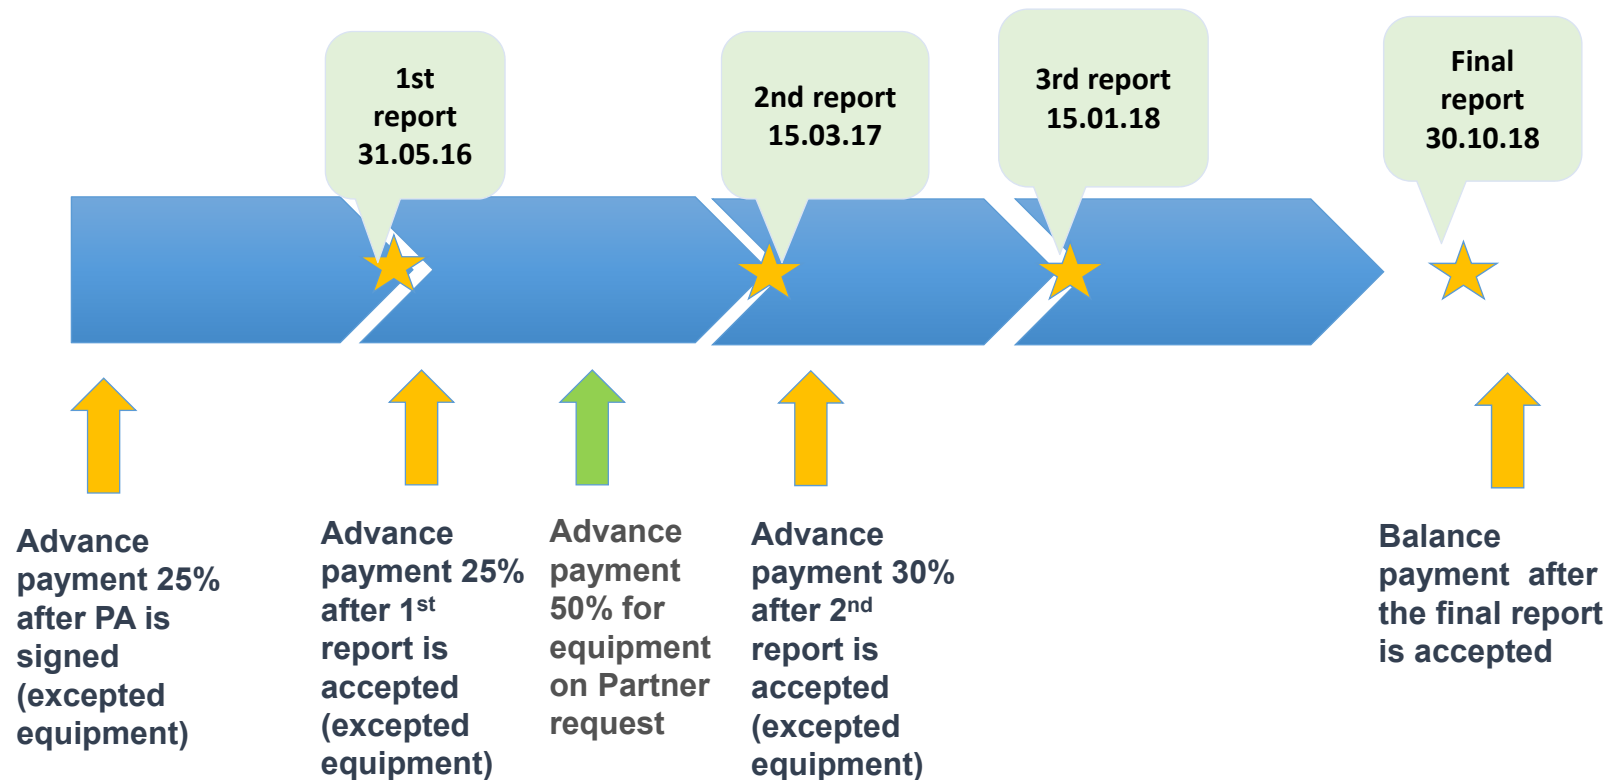 1st
report
31.05.16
2nd report
15.03.17
3rd report
15.01.18
Final
report
30.10.18
Advance
payment 25%
after PA is
signed
(excepted
equipment)
Advance
payment 25%
after 1st
report is
accepted
(excepted
equipment)
Advance
payment
50% for
equipment
on Partner
request
Advance
payment 30%
after 2nd
report is
accepted
(excepted
equipment)
Balance
payment  after
the final report
is accepted